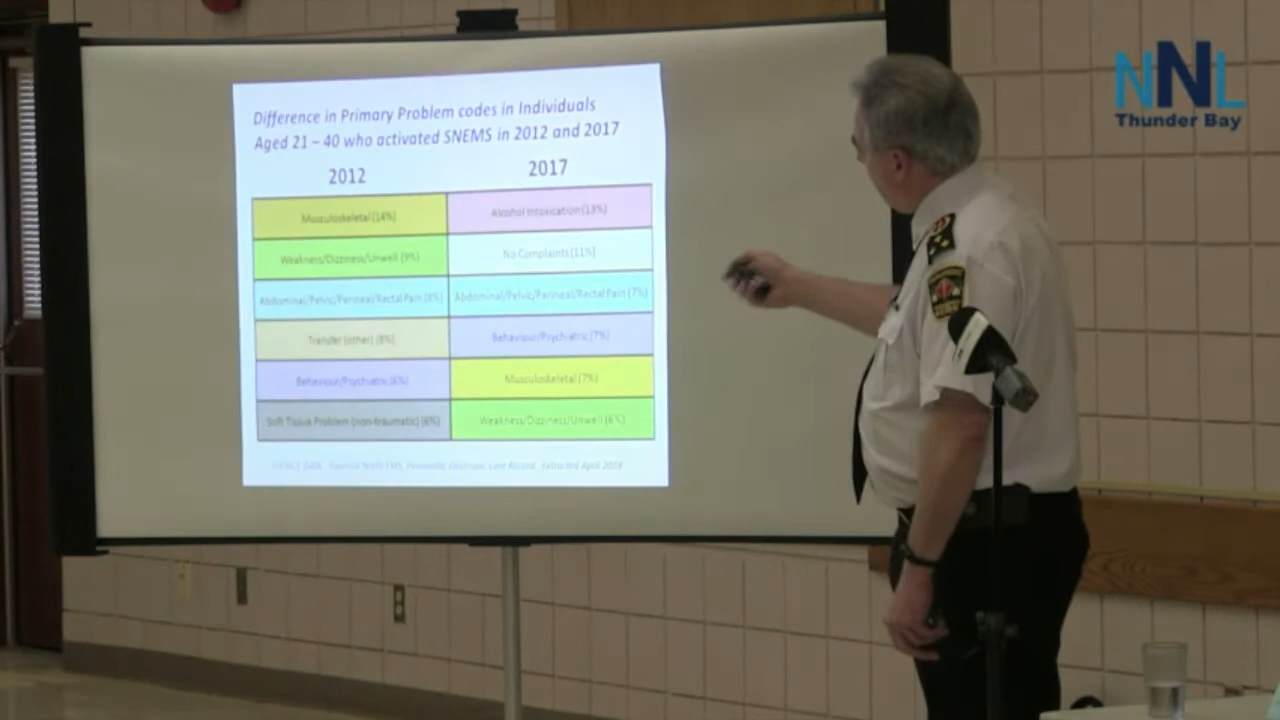 NNL
Thunder Bay
Difference in Primary Problem codes in Individuals
Aged 21 – 40 who activated SNEMS in 2012 and 2017
2012 2017
Musculoskeletal (14%) Alcohol Intoxication (13%)
Weakness/Dizziness/Unwell (9%) No Complaints (11%)
Abdominal/Pelvic/Perineal/Rectal Pain (8%) Abdominal/Pelvic/Perineal/Rectal Pain (7%)
Transfer (other) (8%) Behaviour/Psychiatric (7%)
Behaviour/Psychiatric (6%) Musculoskeletal (7%)
Soft Tissue Problem (non-traumatic) (6%) Weakness/Dizziness/Unwell (6%)